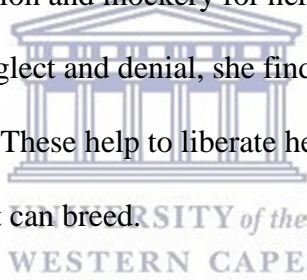 ion and mockery for her
glect and denial, she find
These help to liberate he
t can breed.
UNIVERSITY of the
WESTERN CAPE